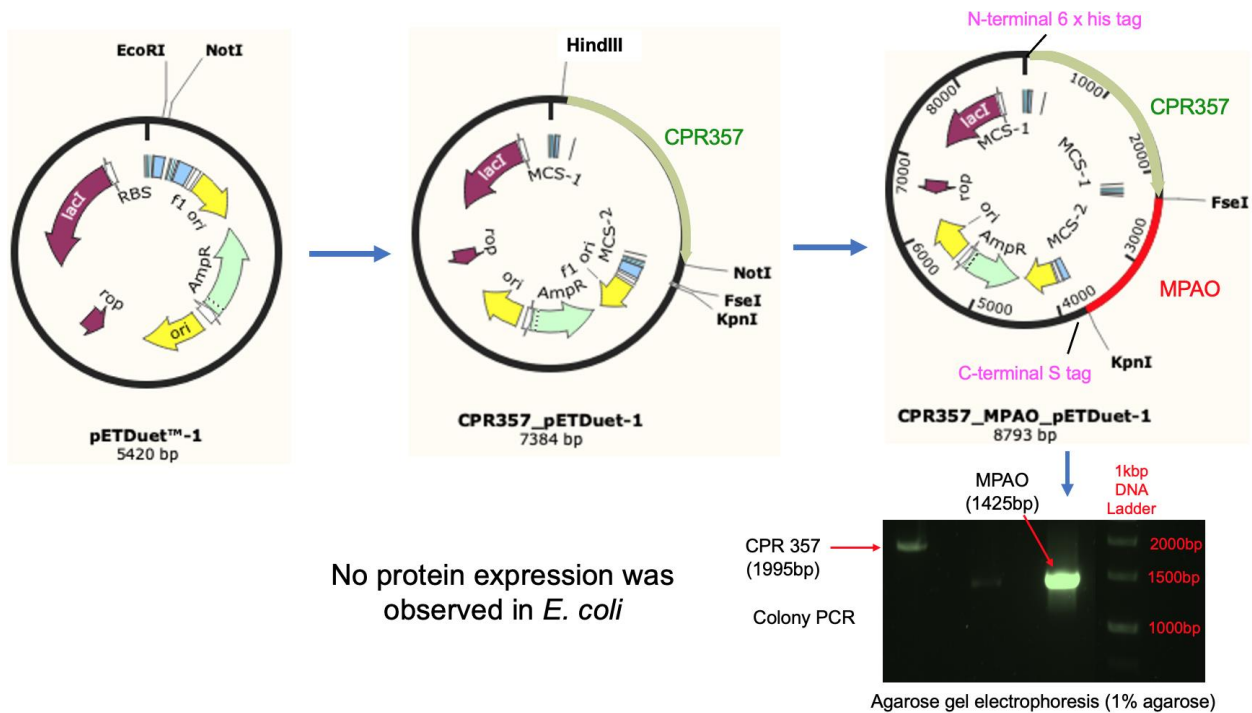 EcoRI
NotI
lacI
RBS
f1 ori
AmpR
ori
rop
pETDuet™-1
5420 bp
HindIII
CPR357
lacI
MCS-1
MCS-2
f1 ori
AmpR
ori
rop
NotI
FseI
KpnI
CPR357_pETDuet-1
7384 bp
N-terminal 6 x his tag
1000
2000
3000
4000
5000
6000
7000
8000
CPR357
lacI
MCS-1
MCS-1
MCS-2
rop
ori
AmpR
FseI
MPAO
KpnI
C-terminal S tag
CPR357_MPAO_pETDuet-1
8793 bp
No protein expression was
observed in E. coli
MPAO
(1425bp)
1kbp
DNA
Ladder
CPR 357
(1995bp)
Colony PCR
2000bp
1500bp
1000bp
Agarose gel electrophoresis (1% agarose)